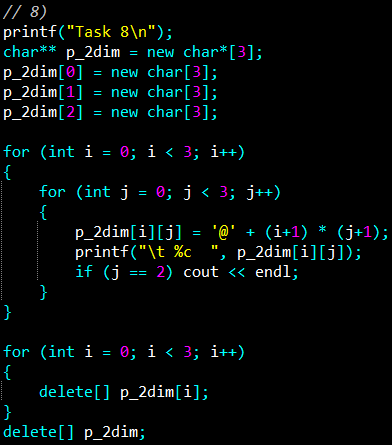 // 8)
printf("Task 8\n");
char** p_2dim = new char*[3];
p_2dim[0] = new char[3];
p_2dim[1] = new char[3];
p_2dim[2] = new char[3];

for (int i = 0; i < 3; i++)
{
    for (int j = 0; j < 3; j++)
    {
        p_2dim[i][j] = '@' + (i+1) * (j+1);
        printf("\t %c  ", p_2dim[i][j]);
        if (j == 2) cout << endl;
    }
}

for (int i = 0; i < 3; i++)
{
    delete[] p_2dim[i];
}
delete[] p_2dim;